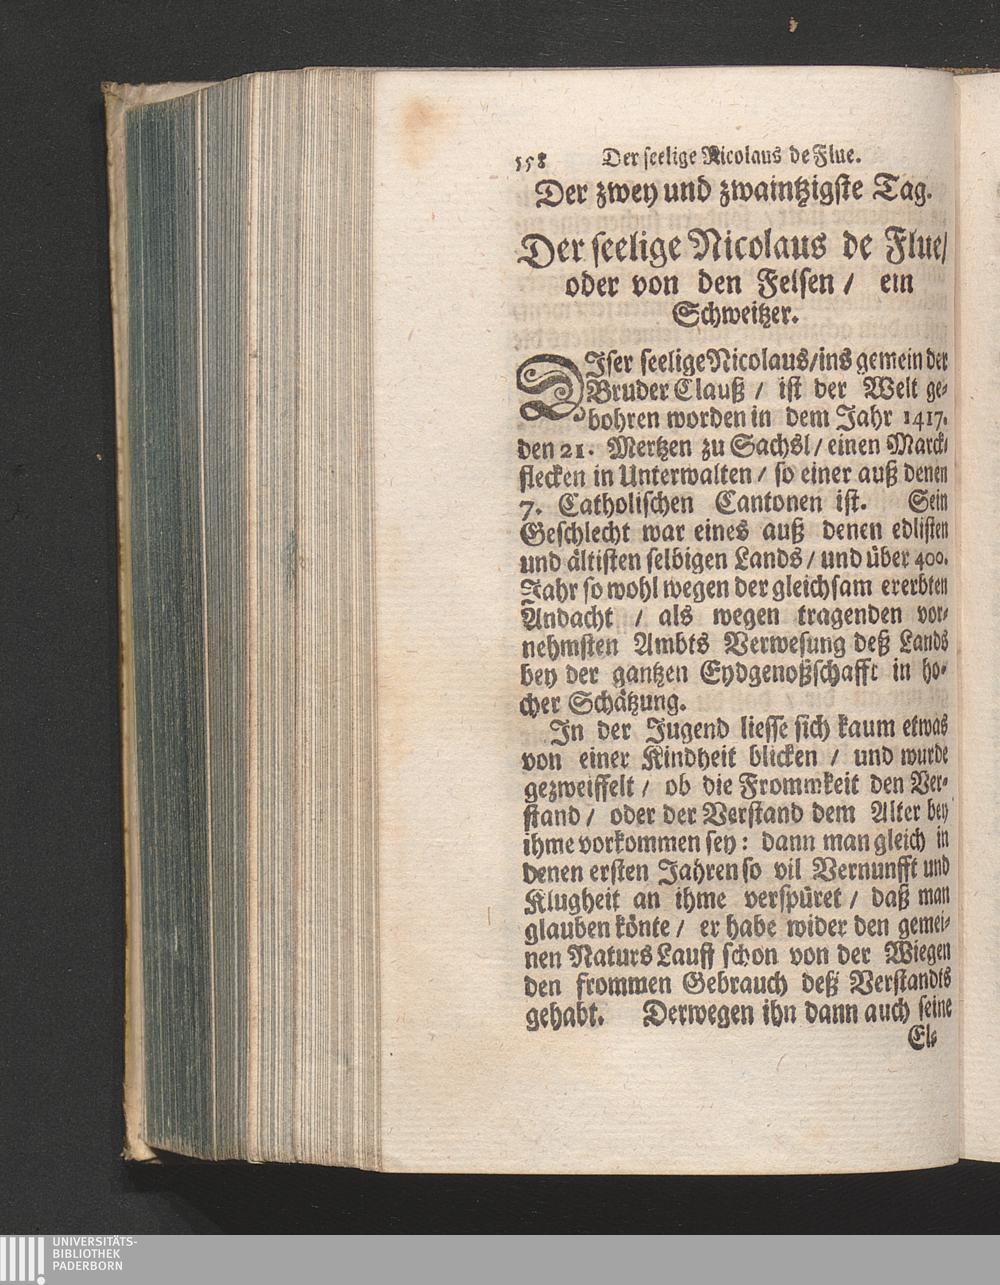 558 Der seelige Nicolaus de Flue.
Der zwey und zwaintzigste Tag.
Der seelige Nicolaus de Flue/
oder von den Felsen / ein
Schweitzer.
DIser seelige Nicolaus/ins gemein der
Bruder Clauß / ist der Welt ge-
bohren worden in dem Jahr 1417.
den 21. Mertzen zu Sachsl / einen Marck-
flecken in Unterwalten / so einer auß denen
7. Catholischen Cantonen ist. Sein
Geschlecht war eines auß denen edlisten
und ältisten selbigen Lands / und über 400.
Jahr so wohl wegen der gleichsam ererbten
Andacht / als wegen tragenden vor-
nehmsten Ambts Verwesung deß Lands
bey der gantzen Eydgenoßschafft in ho-
cher Schätzung.
In der Jugend liesse sich kaum etwas
von einer Kindheit blicken / und wurde
gezweiffelt / ob die Frommkeit den Ver-
stand / oder der Verstand dem Alter bey
ihme vorkommen sey: dann man gleich in
denen ersten Jahren so vil Vernunfft und
Klugheit an ihme verspüret / daß man
glauben könte / er habe wider den gemei-
nen Naturs Lauff schon von der Wiegen
den frommen Gebrauch deß Verstandts
gehabt. Derwegen ihn dann auch seine
El-
UNIVERSITÄTS-
BIBLIOTHEK
PADERBORN